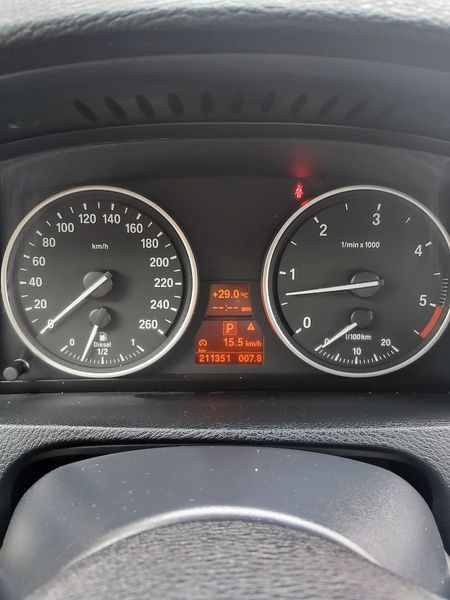 0 20 40 60 80 100 120 140 160 180 200 220 240 260
km/h
0 1/2 1
Diesel
+29.0°C
--:-- am
P
km 15.5 km/h
211351 007.8
0 1 2 3 4 5
1/min x 1000
0 10 20
l/100km